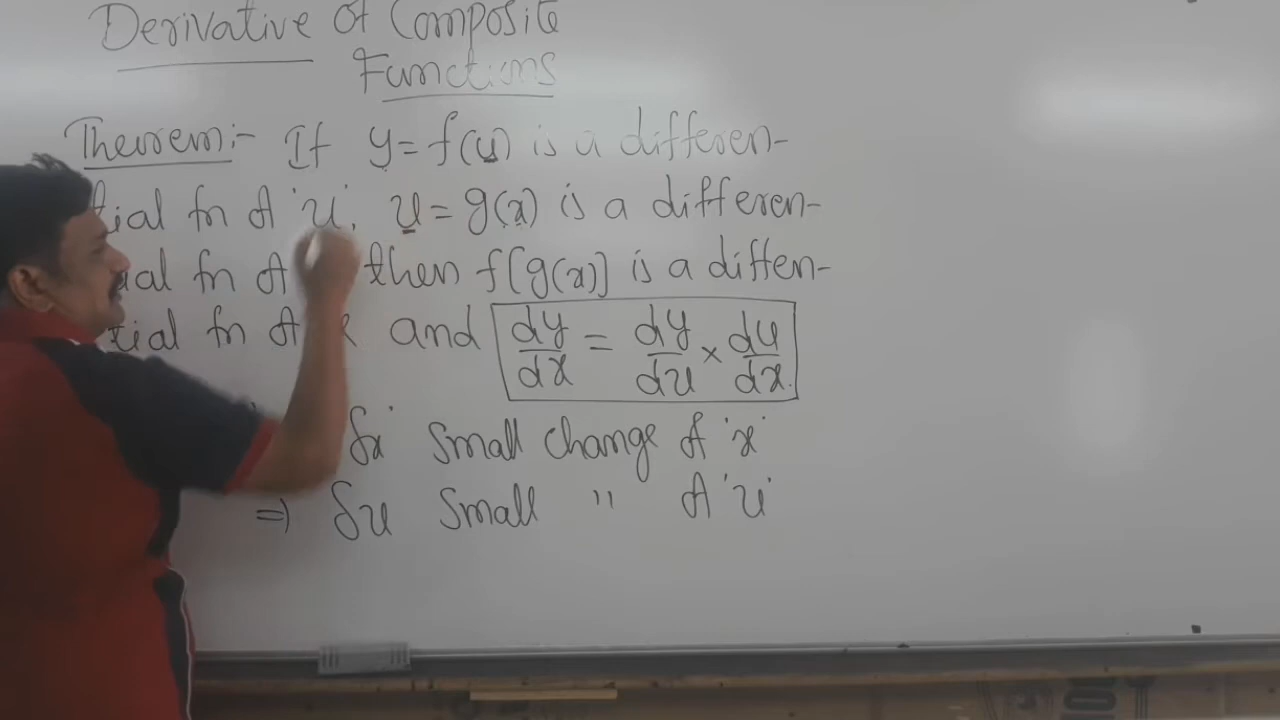 Derivative of Composite
Functions
Theorem:- If y = f(u) is a differen-
tial fn of 'u', u = g(x) is a differen-
ial fn of then f[g(x)] is a differen-
tial fn of x and dy/dx = dy/du × du/dx
δx' Small change of 'x'
⇒ δu Small " of 'u'